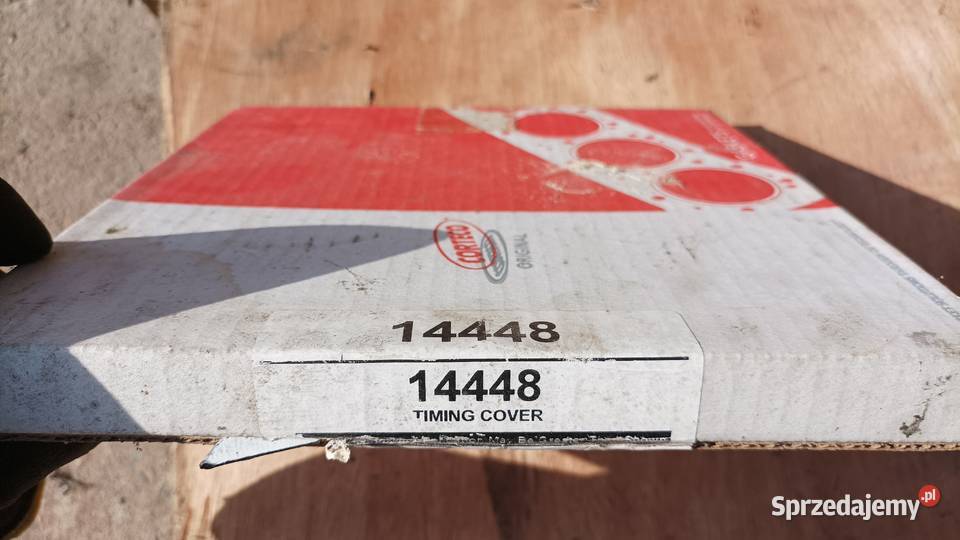 CORTECO
ORIGINAL
14448
14448
TIMING COVER
Sprzedajemy.pl